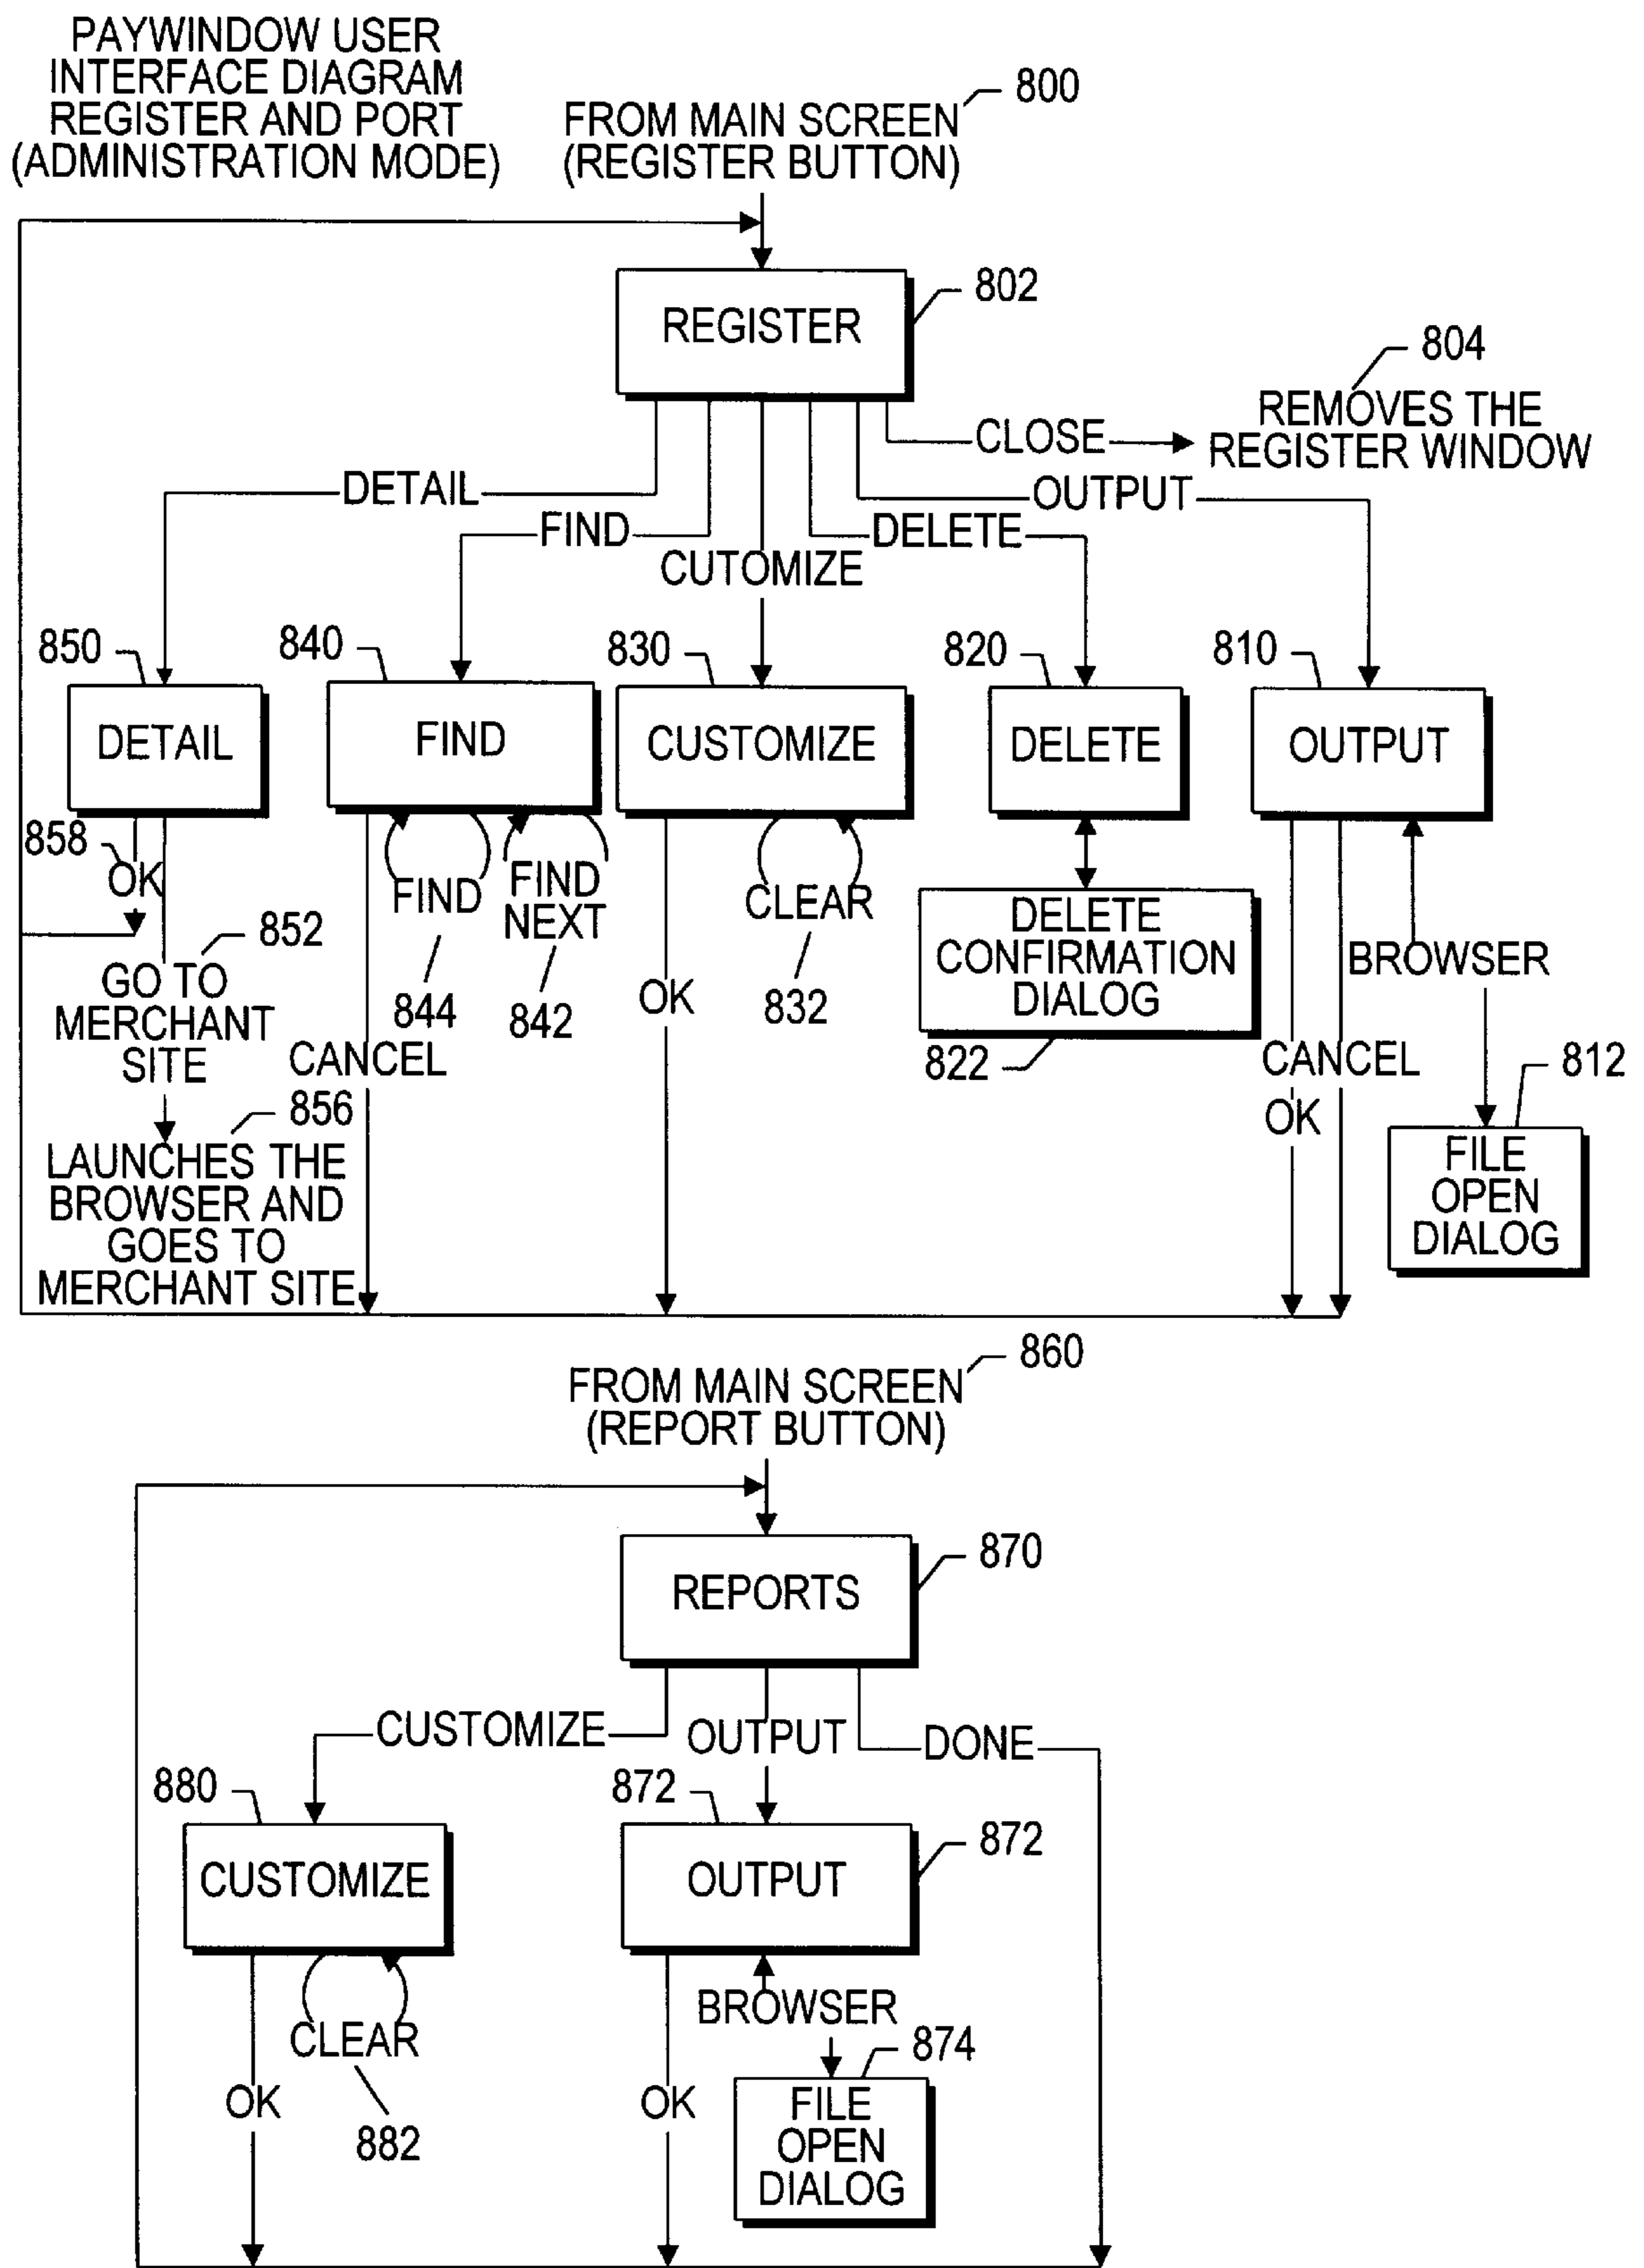 PAYWINDOW USER
INTERFACE DIAGRAM
REGISTER AND PORT
(ADMINISTRATION MODE)
800
FROM MAIN SCREEN
(REGISTER BUTTON)
REGISTER
802
804
REMOVES THE
REGISTER WINDOW
CLOSE
DETAIL
OUTPUT
FIND
DELETE
CUTOMIZE
850
840
830
820
810
DETAIL
FIND
CUSTOMIZE
DELETE
OUTPUT
858
OK
FIND
FIND
NEXT
CLEAR
DELETE
CONFIRMATION
DIALOG
BROWSER
852
GO TO
MERCHANT
SITE
844
842
OK
832
822
CANCEL
CANCEL
812
OK
856
LAUNCHES THE
BROWSER AND
GOES TO
MERCHANT SITE
FILE
OPEN
DIALOG
860
FROM MAIN SCREEN
(REPORT BUTTON)
REPORTS
870
CUSTOMIZE
OUTPUT
DONE
880
872
872
CUSTOMIZE
OUTPUT
BROWSER
CLEAR
874
OK
882
OK
FILE
OPEN
DIALOG